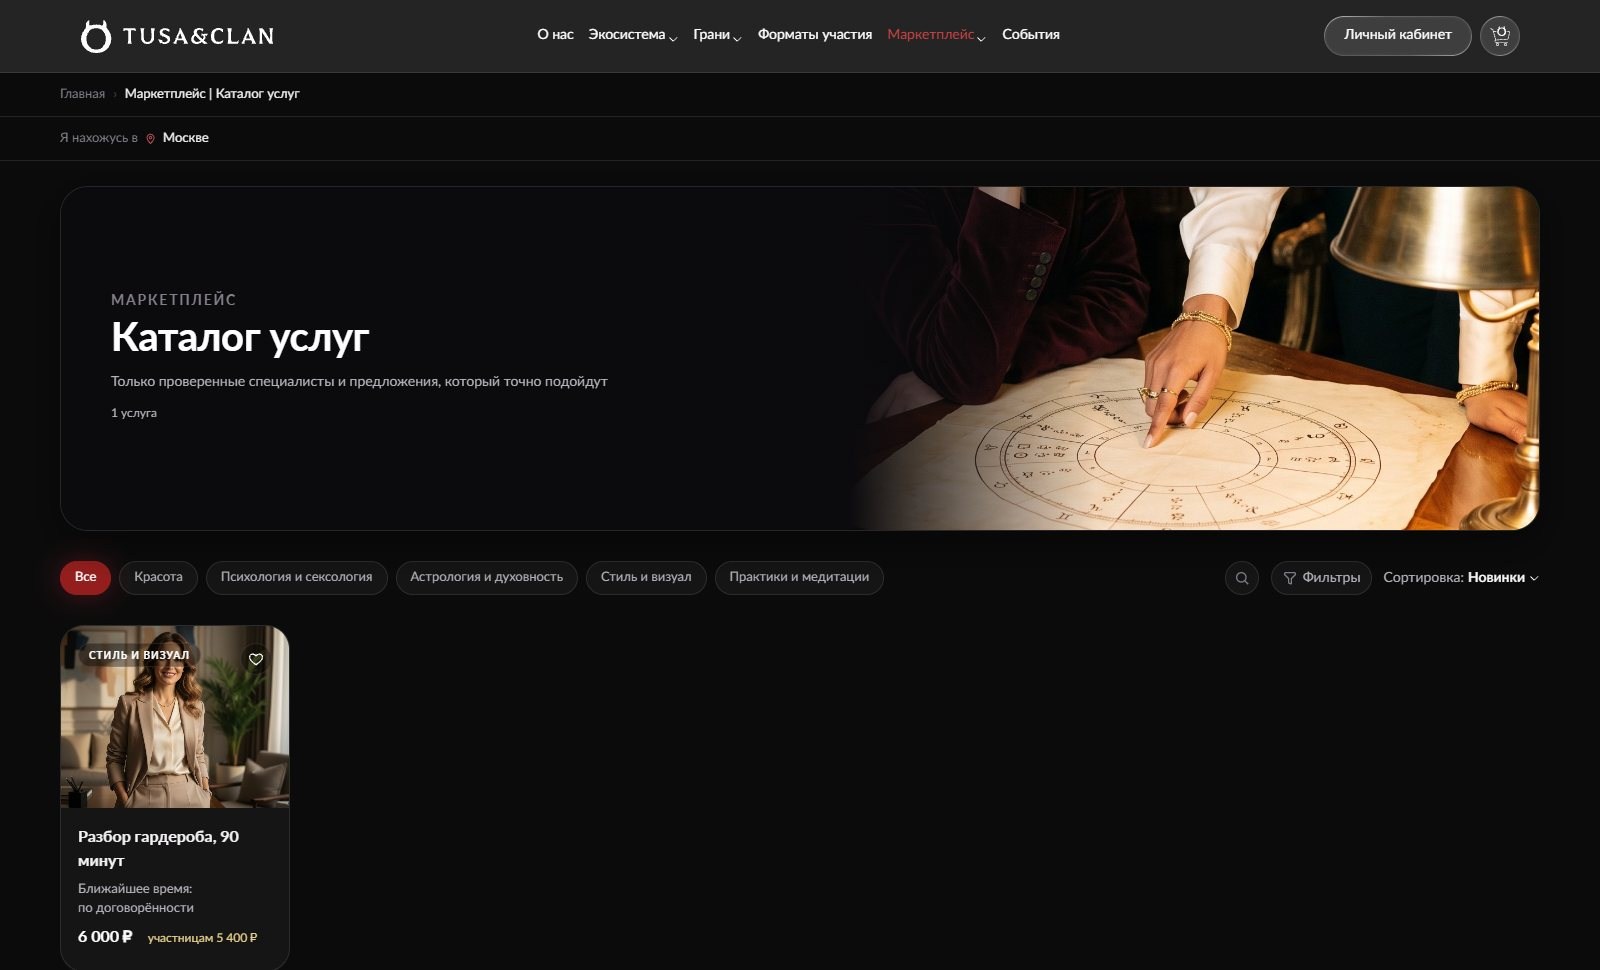 TUSA&CLAN
О нас Экосистема Грани Форматы участия Маркетплейс События
Личный кабинет
Главная › Маркетплейс | Каталог услуг
Я нахожусь в Москве
МАРКЕТПЛЕЙС
Каталог услуг
Только проверенные специалисты и предложения, который точно подойдут
1 услуга
Все Красота Психология и сексология Астрология и духовность Стиль и визуал Практики и медитации
Фильтры Сортировка: Новинки
СТИЛЬ И ВИЗУАЛ
Разбор гардероба, 90
минут
Ближайшее время:
по договорённости
6 000 ₽ участницам 5 400 ₽